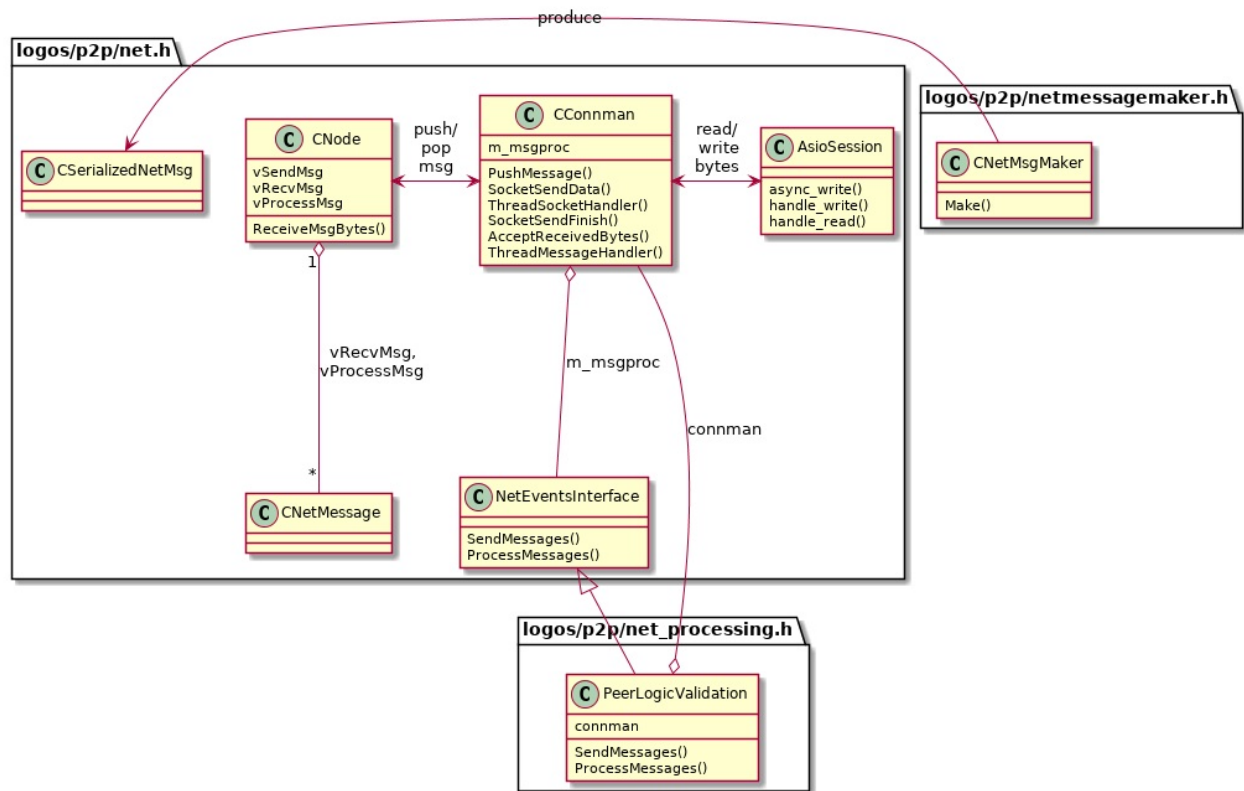 produce
logos/p2p/net.h
logos/p2p/netmessagemaker.h
C CSerializedNetMsg
C CNode
vSendMsg
vRecvMsg
vProcessMsg
ReceiveMsgBytes()
push/
pop
msg
C CConnman
m_msgproc
PushMessage()
SocketSendData()
ThreadSocketHandler()
SocketSendFinish()
AcceptReceivedBytes()
ThreadMessageHandler()
read/
write
bytes
C AsioSession
async_write()
handle_write()
handle_read()
C CNetMsgMaker
Make()
1
vRecvMsg,
vProcessMsg
*
m_msgproc
connman
C CNetMessage
C NetEventsInterface
SendMessages()
ProcessMessages()
logos/p2p/net_processing.h
C PeerLogicValidation
connman
SendMessages()
ProcessMessages()